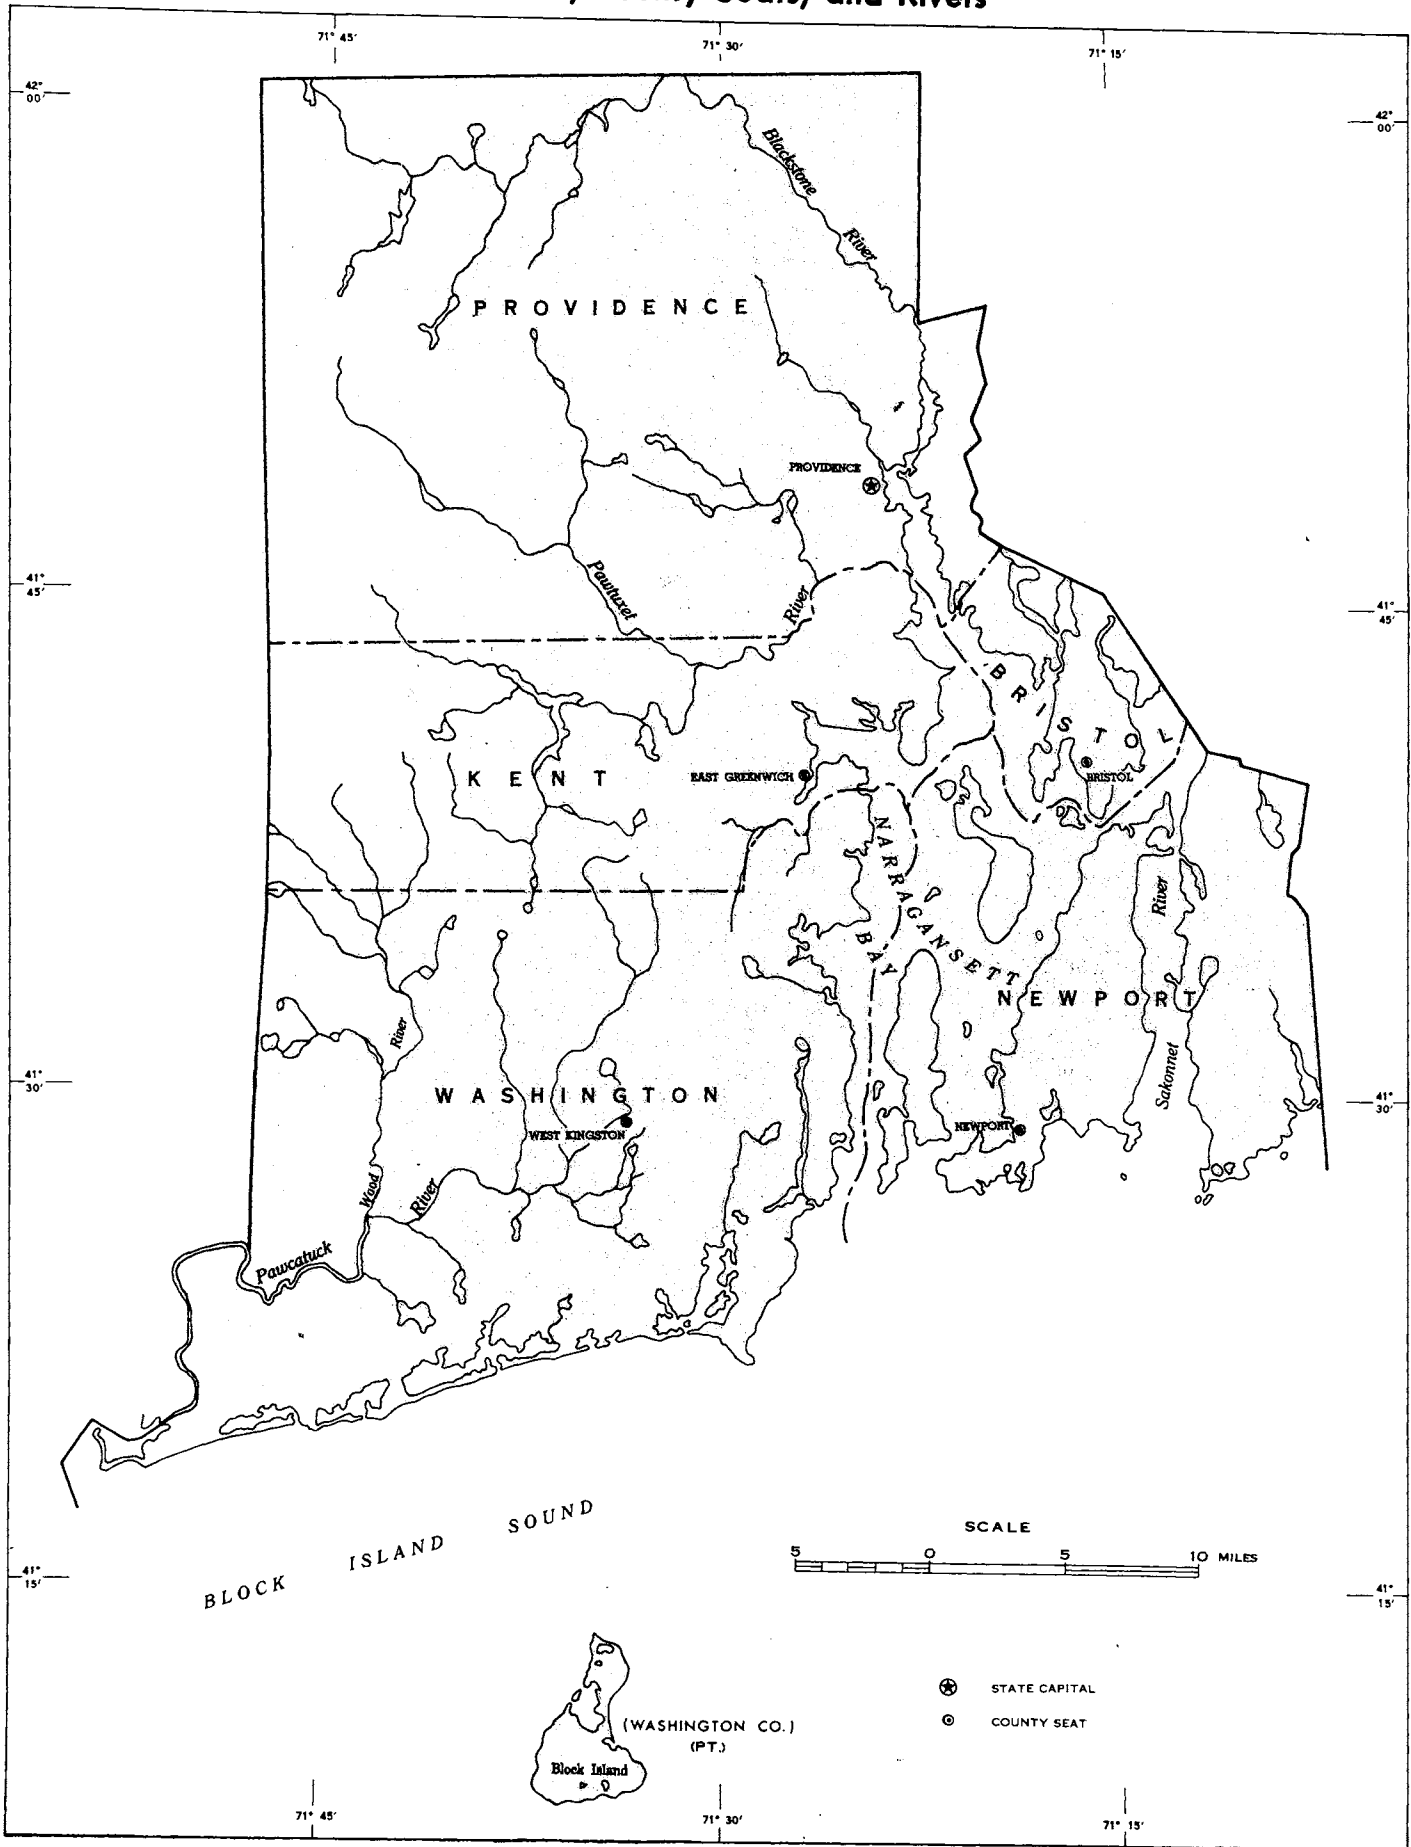 and Rivers
71° 45'
71° 30'
71° 15'
42° 00'
42° 00'
Blackstone River
PROVIDENCE
PROVIDENCE
41° 45'
41° 45'
Pawtuxet River
BRISTOL
KENT
EAST GREENWICH
BRISTOL
NARRAGANSETT BAY
River
NEWPORT
River
41° 30'
41° 30'
WASHINGTON
Sakonnet
WEST KINGSTON
NEWPORT
Wood
River
Pawcatuck
BLOCK ISLAND SOUND
SCALE
5 0 5 10 MILES
41° 15'
41° 15'
STATE CAPITAL
(WASHINGTON CO.)
(PT.)
COUNTY SEAT
Block Island
71° 45'
71° 30'
71° 15'